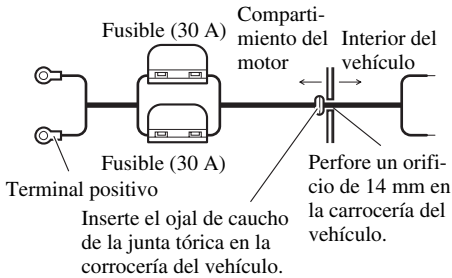 Fusible (30 A)
Comparti-
miento del
motor
Interior del
vehículo
Fusible (30 A)
Terminal positivo
Perfore un orifi-
cio de 14 mm en
la carrocería del
vehículo.
Inserte el ojal de caucho
de la junta tórica en la
corrocería del vehículo.